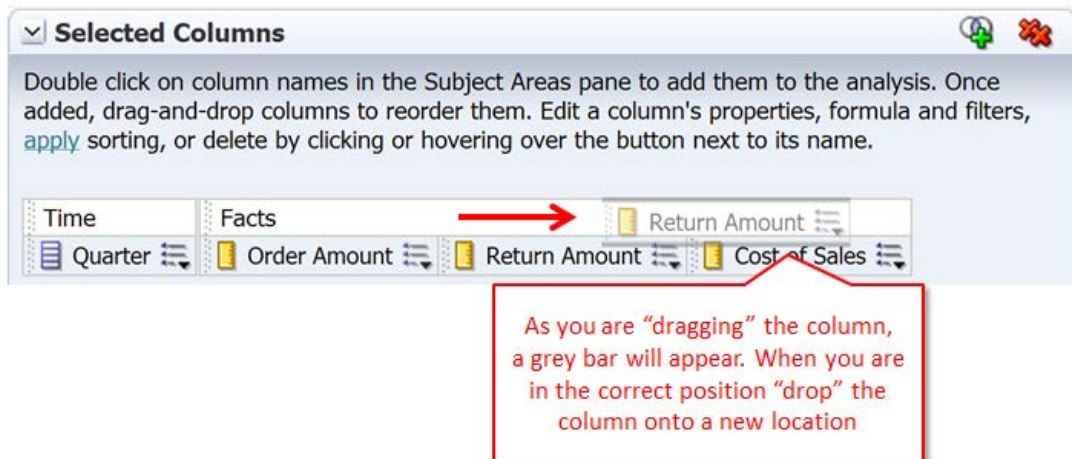 Selected Columns
Double click on column names in the Subject Areas pane to add them to the analysis. Once
added, drag-and-drop columns to reorder them. Edit a column's properties, formula and filters,
apply sorting, or delete by clicking or hovering over the button next to its name.
Time Facts Return Amount
Quarter Order Amount Return Amount Cost of Sales
As you are “dragging” the column,
a grey bar will appear. When you are
in the correct position “drop” the
column onto a new location